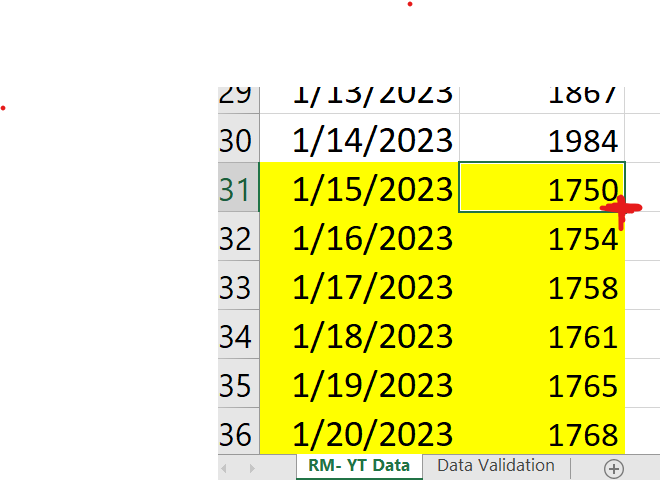 29 1/13/2023 1867
30 1/14/2023 1984
31 1/15/2023 1750
32 1/16/2023 1754
33 1/17/2023 1758
34 1/18/2023 1761
35 1/19/2023 1765
36 1/20/2023 1768
RM- YT Data Data Validation